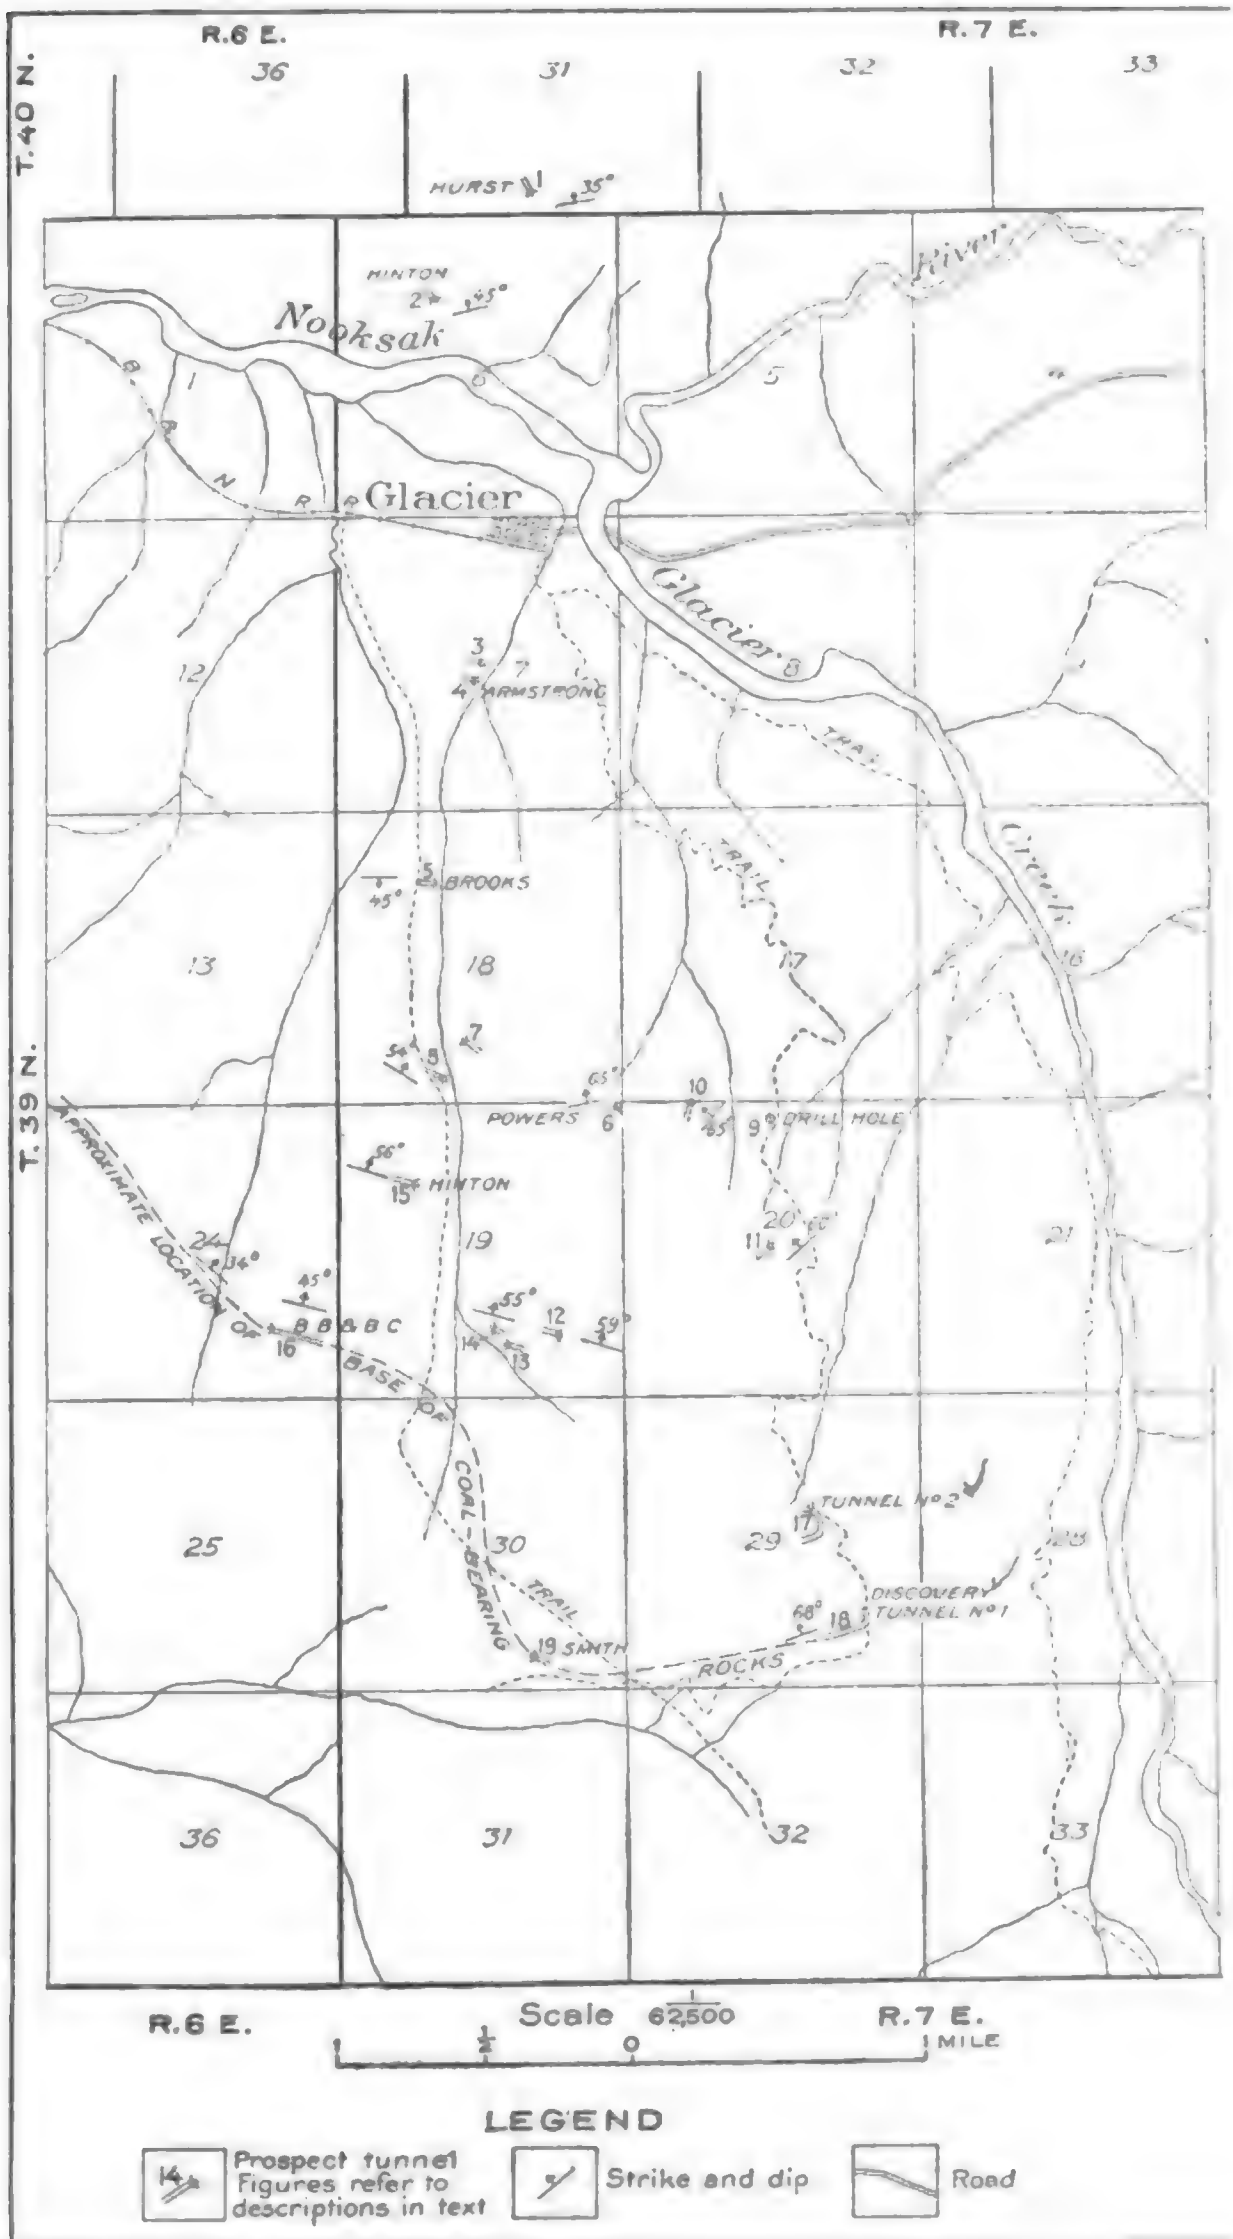 R.6 E.
R.7 E.
T.40 N.
36
31
32
33
HURST 1
35°
HINTON
2
45°
Nooksak
River
6
5
4
1
B
&
N
R
R
Glacier
Glacier
8
Creek
3
7
4 ARMSTRONG
12
TRAIL
TRAIL
5
BROOKS
45°
13
18
17
16
T.39 N.
7
54°
8
65°
POWERS
6
10
65°
9
DRILL HOLE
56°
15
HINTON
APPROXIMATE LOCATION OF BASE OF COAL-BEARING ROCKS
24
34°
19
20
11
21
45°
B B & B C
16
55°
14
13
12
59°
25
30
29
28
TUNNEL No 2
17
TRAIL
DISCOVERY
TUNNEL No 1
68°
18
19 SMITH
36
31
32
33
R.6 E.
Scale 1/62,500
R.7 E.
1
1/2
0
1 MILE
LEGEND
14
Prospect tunnel
Figures refer to
descriptions in text
Strike and dip
Road